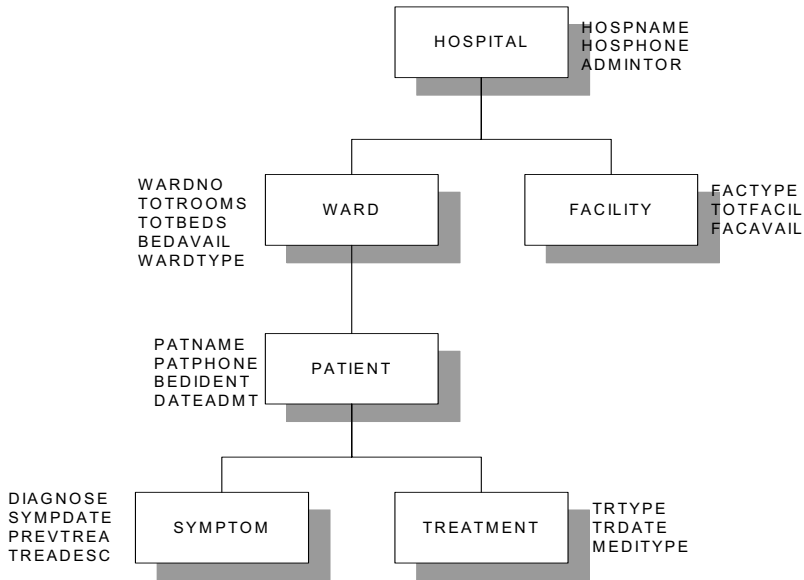 HOSPITAL
HOSPNAME
HOSPHONE
ADMINTOR
WARDNO
TOTROOMS
TOTBEDS
BEDAVAIL
WARDTYPE
WARD
FACILITY
FACTYPE
TOTFACIL
FACAVAIL
PATNAME
PATPHONE
BEDIDENT
DATEADMT
PATIENT
DIAGNOSE
SYMPDATE
PREVTREA
TREADESC
SYMPTOM
TREATMENT
TRTYPE
TRDATE
MEDITYPE